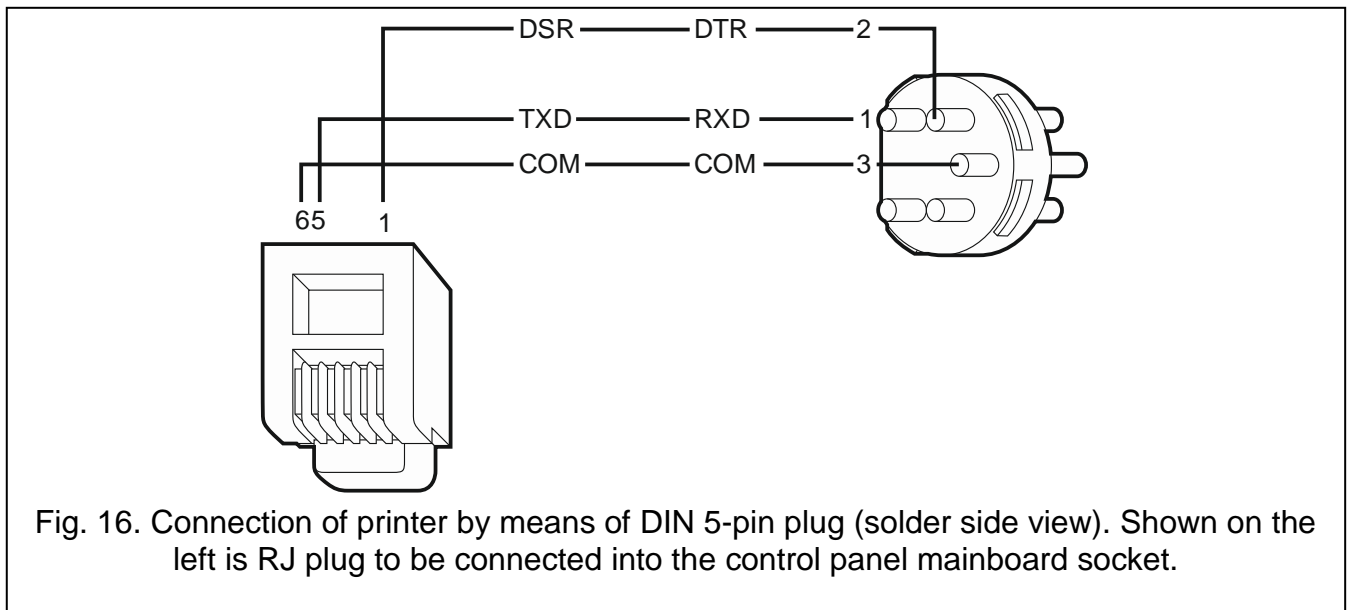 DSR DTR 2
TXD RXD 1
COM COM 3
65 1
Fig. 16. Connection of printer by means of DIN 5-pin plug (solder side view). Shown on the
left is RJ plug to be connected into the control panel mainboard socket.